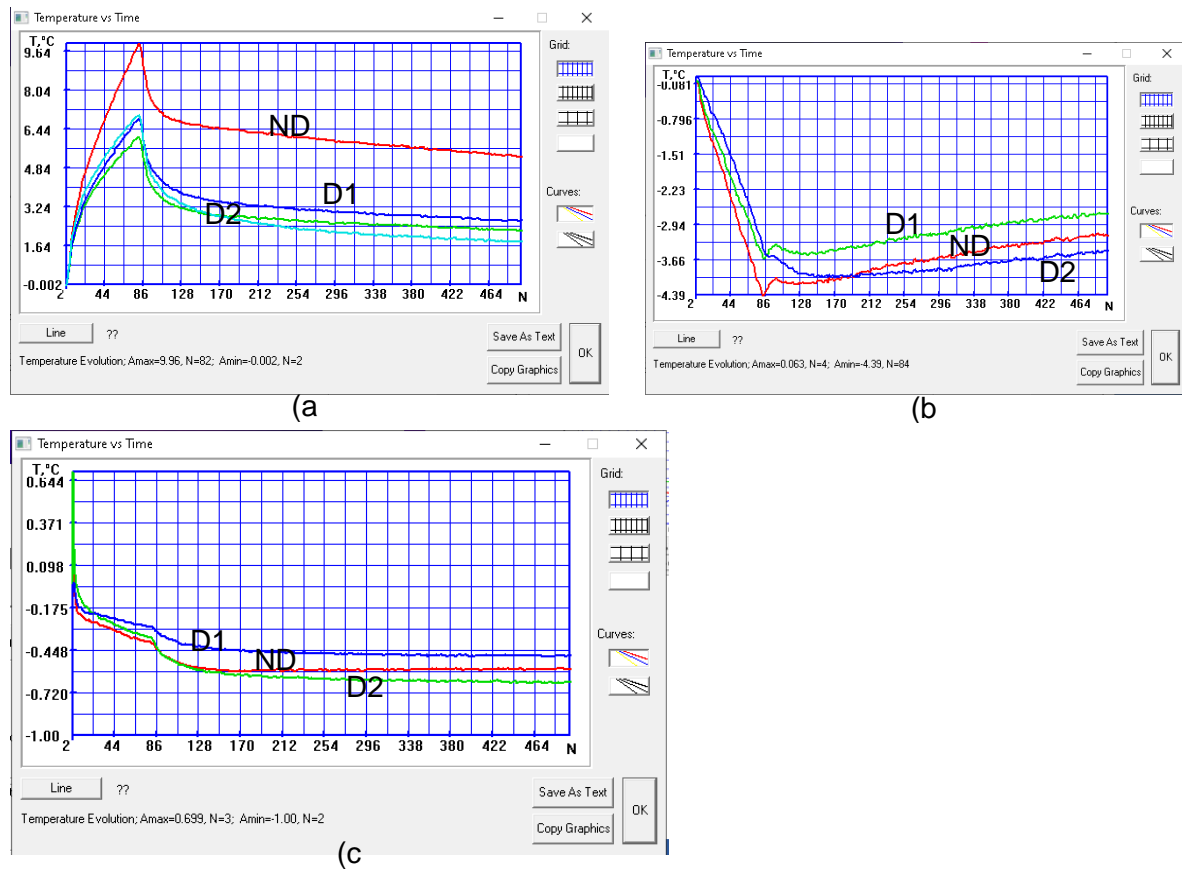 Temperature vs Time
T,°C
9.64
8.04
6.44
4.84
3.24
1.64
-0.002
2 44 86 128 170 212 254 296 338 380 422 464 N
ND
D1
D2
Grid:
Curves:
Line ??
Save As Text
Copy Graphics
OK
Temperature Evolution; Amax=9.96, N=82; Amin=-0.002, N=2
(a
Temperature vs Time
T,°C
-0.081
-0.796
-1.51
-2.23
-2.94
-3.66
-4.39
2 44 86 128 170 212 254 296 338 380 422 464 N
D1
ND
D2
Grid:
Curves:
Line ??
Save As Text
Copy Graphics
OK
Temperature Evolution; Amax=0.063, N=4; Amin=-4.39, N=84
(b
Temperature vs Time
T,°C
0.644
0.371
0.098
-0.175
-0.448
-0.720
-1.00
2 44 86 128 170 212 254 296 338 380 422 464 N
D1
ND
D2
Grid:
Curves:
Line ??
Save As Text
Copy Graphics
OK
Temperature Evolution; Amax=0.699, N=3; Amin=-1.00, N=2
(c